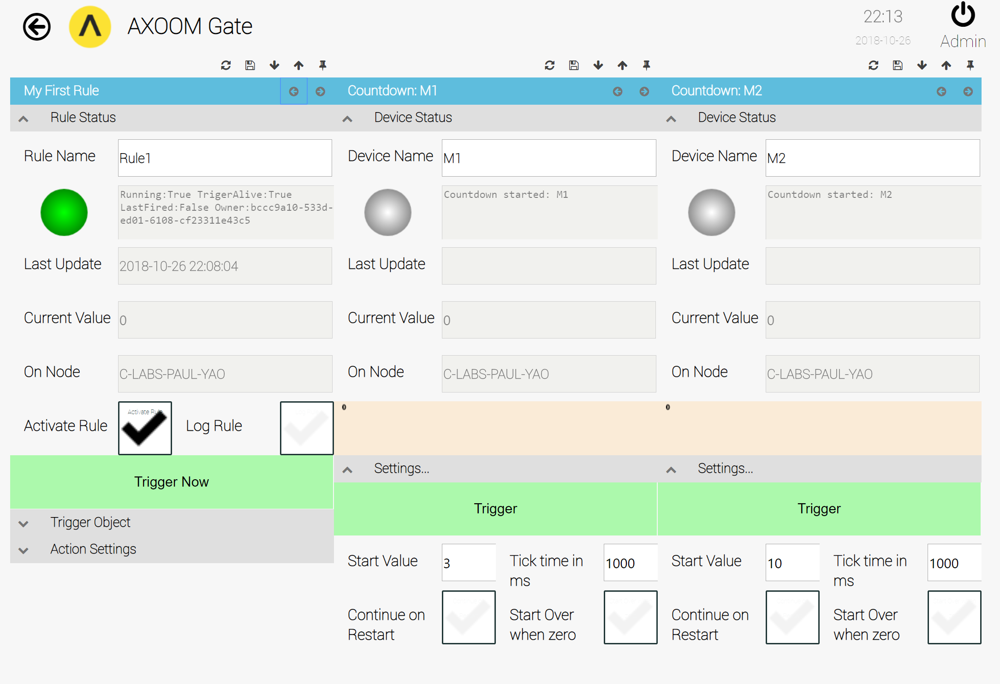 AXOOM Gate
22:13
2018-10-26
Admin
My First Rule
Rule Status
Rule Name
Rule1
Running:True TrigerAlive:True
LastFired:False Owner:bccc9a10-533d-
ed01-6108-cf23311e43c5
Last Update
2018-10-26 22:08:04
Current Value
0
On Node
C-LABS-PAUL-YAO
Activate Rule
Activate Rule
Log Rule
Trigger Now
Trigger Object
Action Settings
Countdown: M1
Device Status
Device Name
M1
Countdown started: M1
Last Update
Current Value
0
On Node
C-LABS-PAUL-YAO
0
Settings...
Trigger
Start Value
3
Tick time in
ms
1000
Continue on
Restart
Start Over
when zero
Countdown: M2
Device Status
Device Name
M2
Countdown started: M2
Last Update
Current Value
0
On Node
C-LABS-PAUL-YAO
0
Settings...
Trigger
Start Value
10
Tick time in
ms
1000
Continue on
Restart
Start Over
when zero